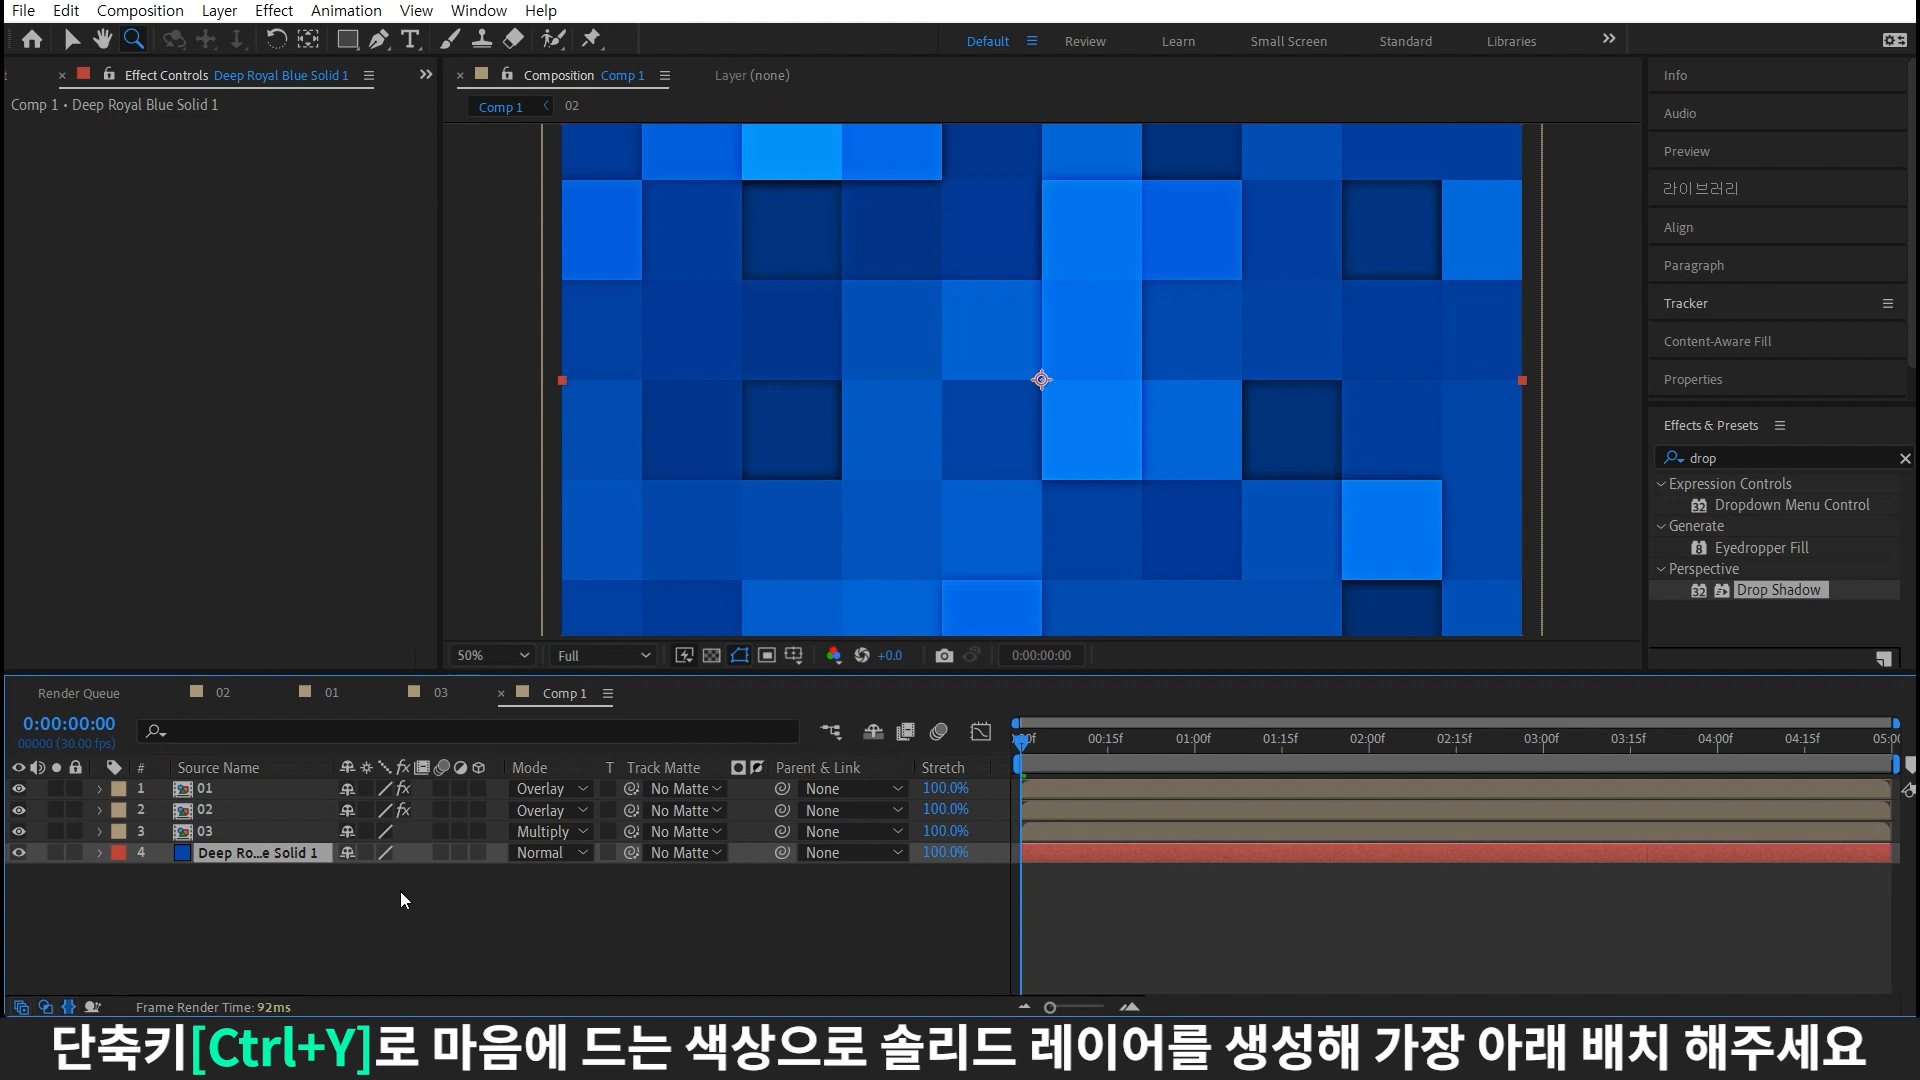 File Edit Composition Layer Effect Animation View Window Help
Default Review Learn Small Screen Standard Libraries
Effect Controls Deep Royal Blue Solid 1
Composition Comp 1 Layer (none)
Comp 1 • Deep Royal Blue Solid 1
Comp 1 02
Info
Audio
Preview
라이브러리
Align
Paragraph
Tracker
Content-Aware Fill
Properties
Effects & Presets
drop
Expression Controls
Dropdown Menu Control
Generate
Eyedropper Fill
Perspective
Drop Shadow
50% Full +0.0 0:00:00:00
Render Queue 02 01 03 Comp 1
0:00:00:00
00000 (30.00 fps)
00:15f 01:00f 01:15f 02:00f 02:15f 03:00f 03:15f 04:00f 04:15f
# Source Name Mode T Track Matte Parent & Link Stretch
1 01 Overlay No Matte None 100.0%
2 02 Overlay No Matte None 100.0%
3 03 Multiply No Matte None 100.0%
4 Deep Ro...e Solid 1 Normal No Matte None 100.0%
Frame Render Time: 92ms
단축키[Ctrl+Y]로 마음에 드는 색상으로 솔리드 레이어를 생성해 가장 아래 배치 해주세요